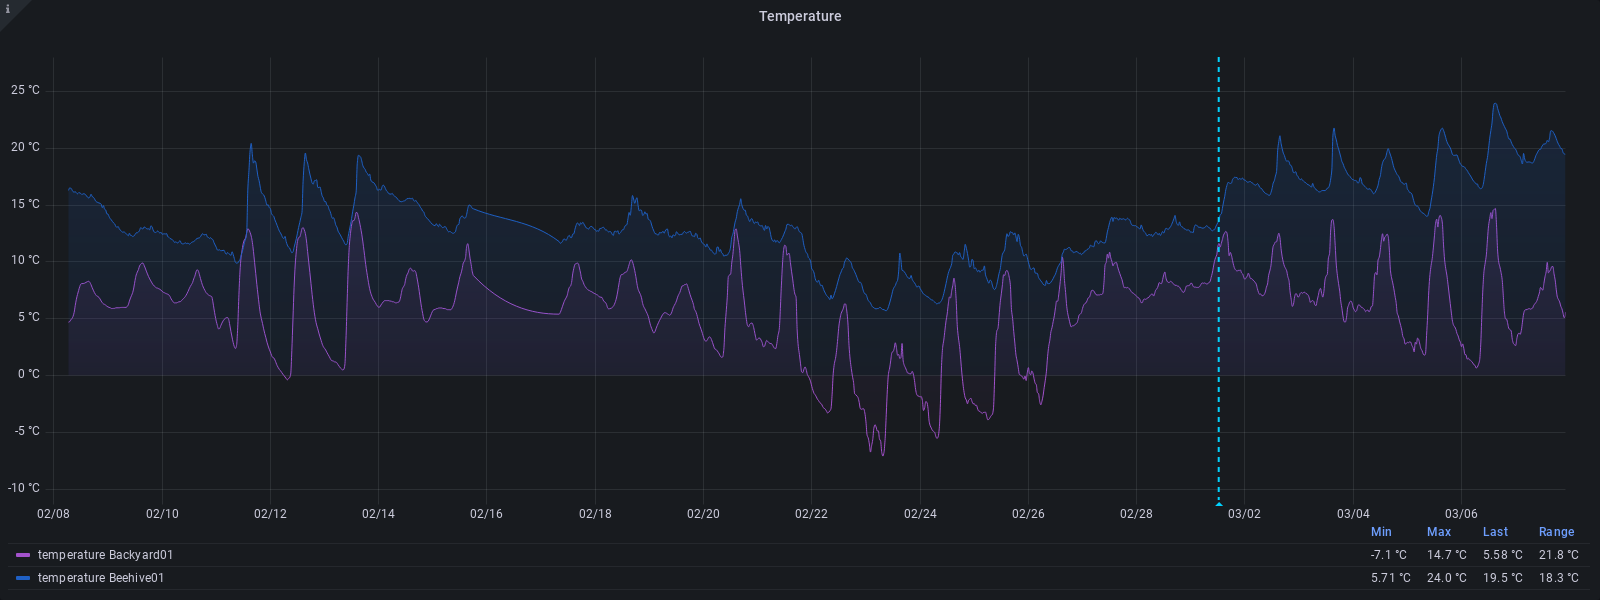 i
Temperature
25 °C
20 °C
15 °C
10 °C
5 °C
0 °C
-5 °C
-10 °C
02/08 02/10 02/12 02/14 02/16 02/18 02/20 02/22 02/24 02/26 02/28 03/02 03/04 03/06
Min Max Last Range
temperature Backyard01 -7.1 °C 14.7 °C 5.58 °C 21.8 °C
temperature Beehive01 5.71 °C 24.0 °C 19.5 °C 18.3 °C